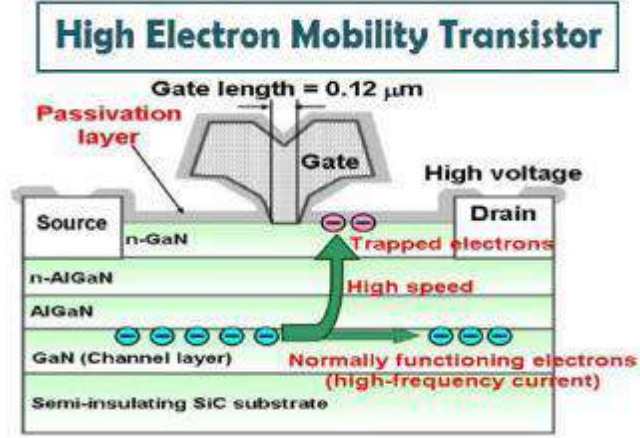 High Electron Mobility Transistor
Gate length = 0.12 μm
Passivation
layer
Gate
High voltage
Source
Drain
n-GaN
Trapped electrons
n-AlGaN
High speed
AlGaN
GaN (Channel layer)
Normally functioning electrons
(high-frequency current)
Semi-insulating SiC substrate